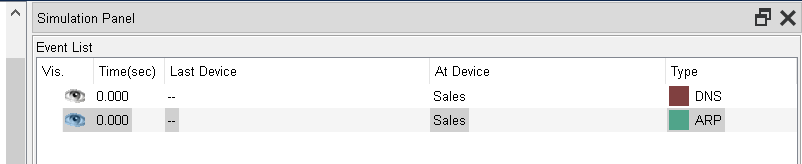 Simulation Panel
Event List
Vis. Time(sec) Last Device At Device Type
0.000 -- Sales DNS
0.000 -- Sales ARP